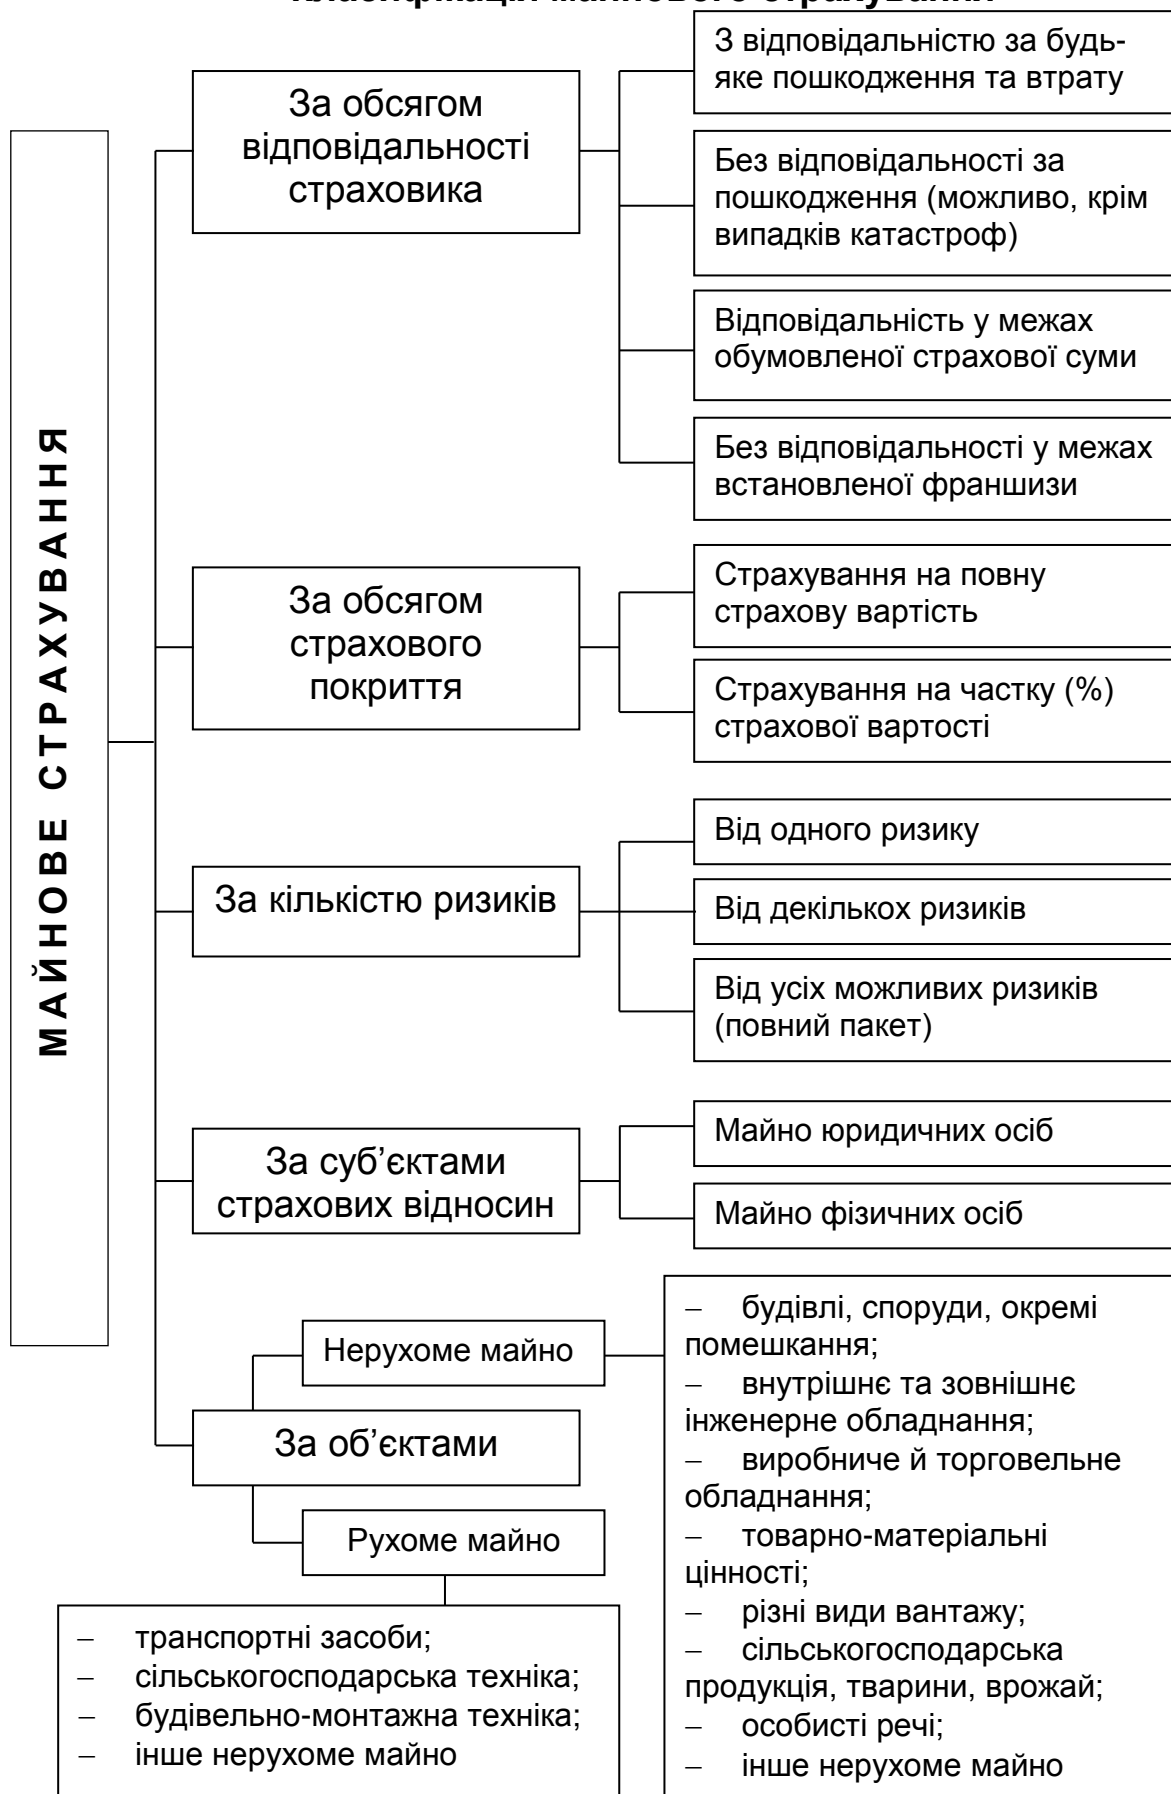 Класифікація майнового страхування
МАЙНОВЕ СТРАХУВАННЯ
За обсягом
відповідальності
страховика
З відповідальністю за будь-
яке пошкодження та втрату
Без відповідальності за
пошкодження (можливо, крім
випадків катастроф)
Відповідальність у межах
обумовленої страхової суми
Без відповідальності у межах
встановленої франшизи
За обсягом
страхового
покриття
Страхування на повну
страхову вартість
Страхування на частку (%)
страхової вартості
За кількістю ризиків
Від одного ризику
Від декількох ризиків
Від усіх можливих ризиків
(повний пакет)
За суб’єктами
страхових відносин
Майно юридичних осіб
Майно фізичних осіб
За об’єктами
Нерухоме майно
– будівлі, споруди, окремі
помешкання;
– внутрішнє та зовнішнє
інженерне обладнання;
– виробниче й торговельне
обладнання;
– товарно-матеріальні
цінності;
– різні види вантажу;
– сільськогосподарська
продукція, тварини, врожай;
– особисті речі;
– інше нерухоме майно
Рухоме майно
– транспортні засоби;
– сільськогосподарська техніка;
– будівельно-монтажна техніка;
– інше нерухоме майно